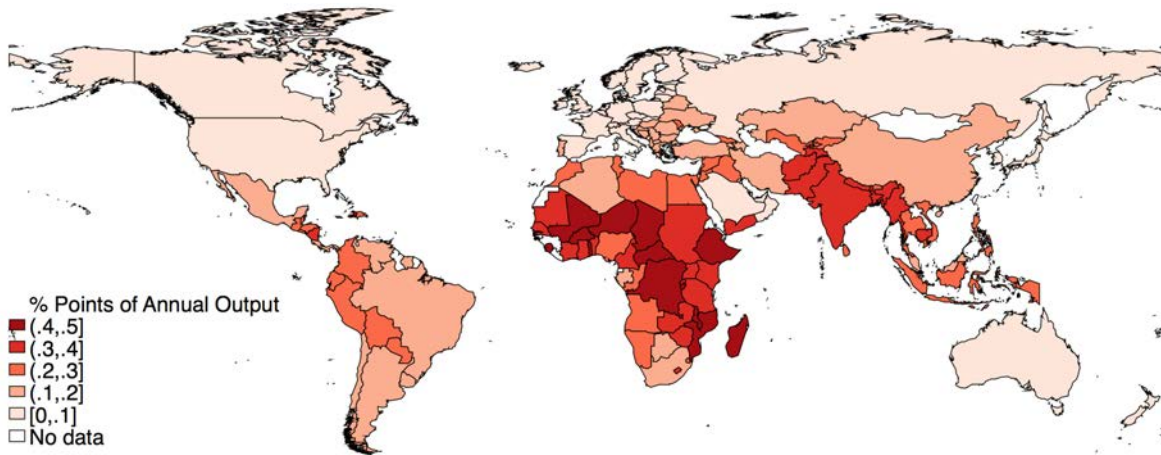 % Points of Annual Output
(.4,.5]
(.3,.4]
(.2,.3]
(.1,.2]
[0,.1]
No data